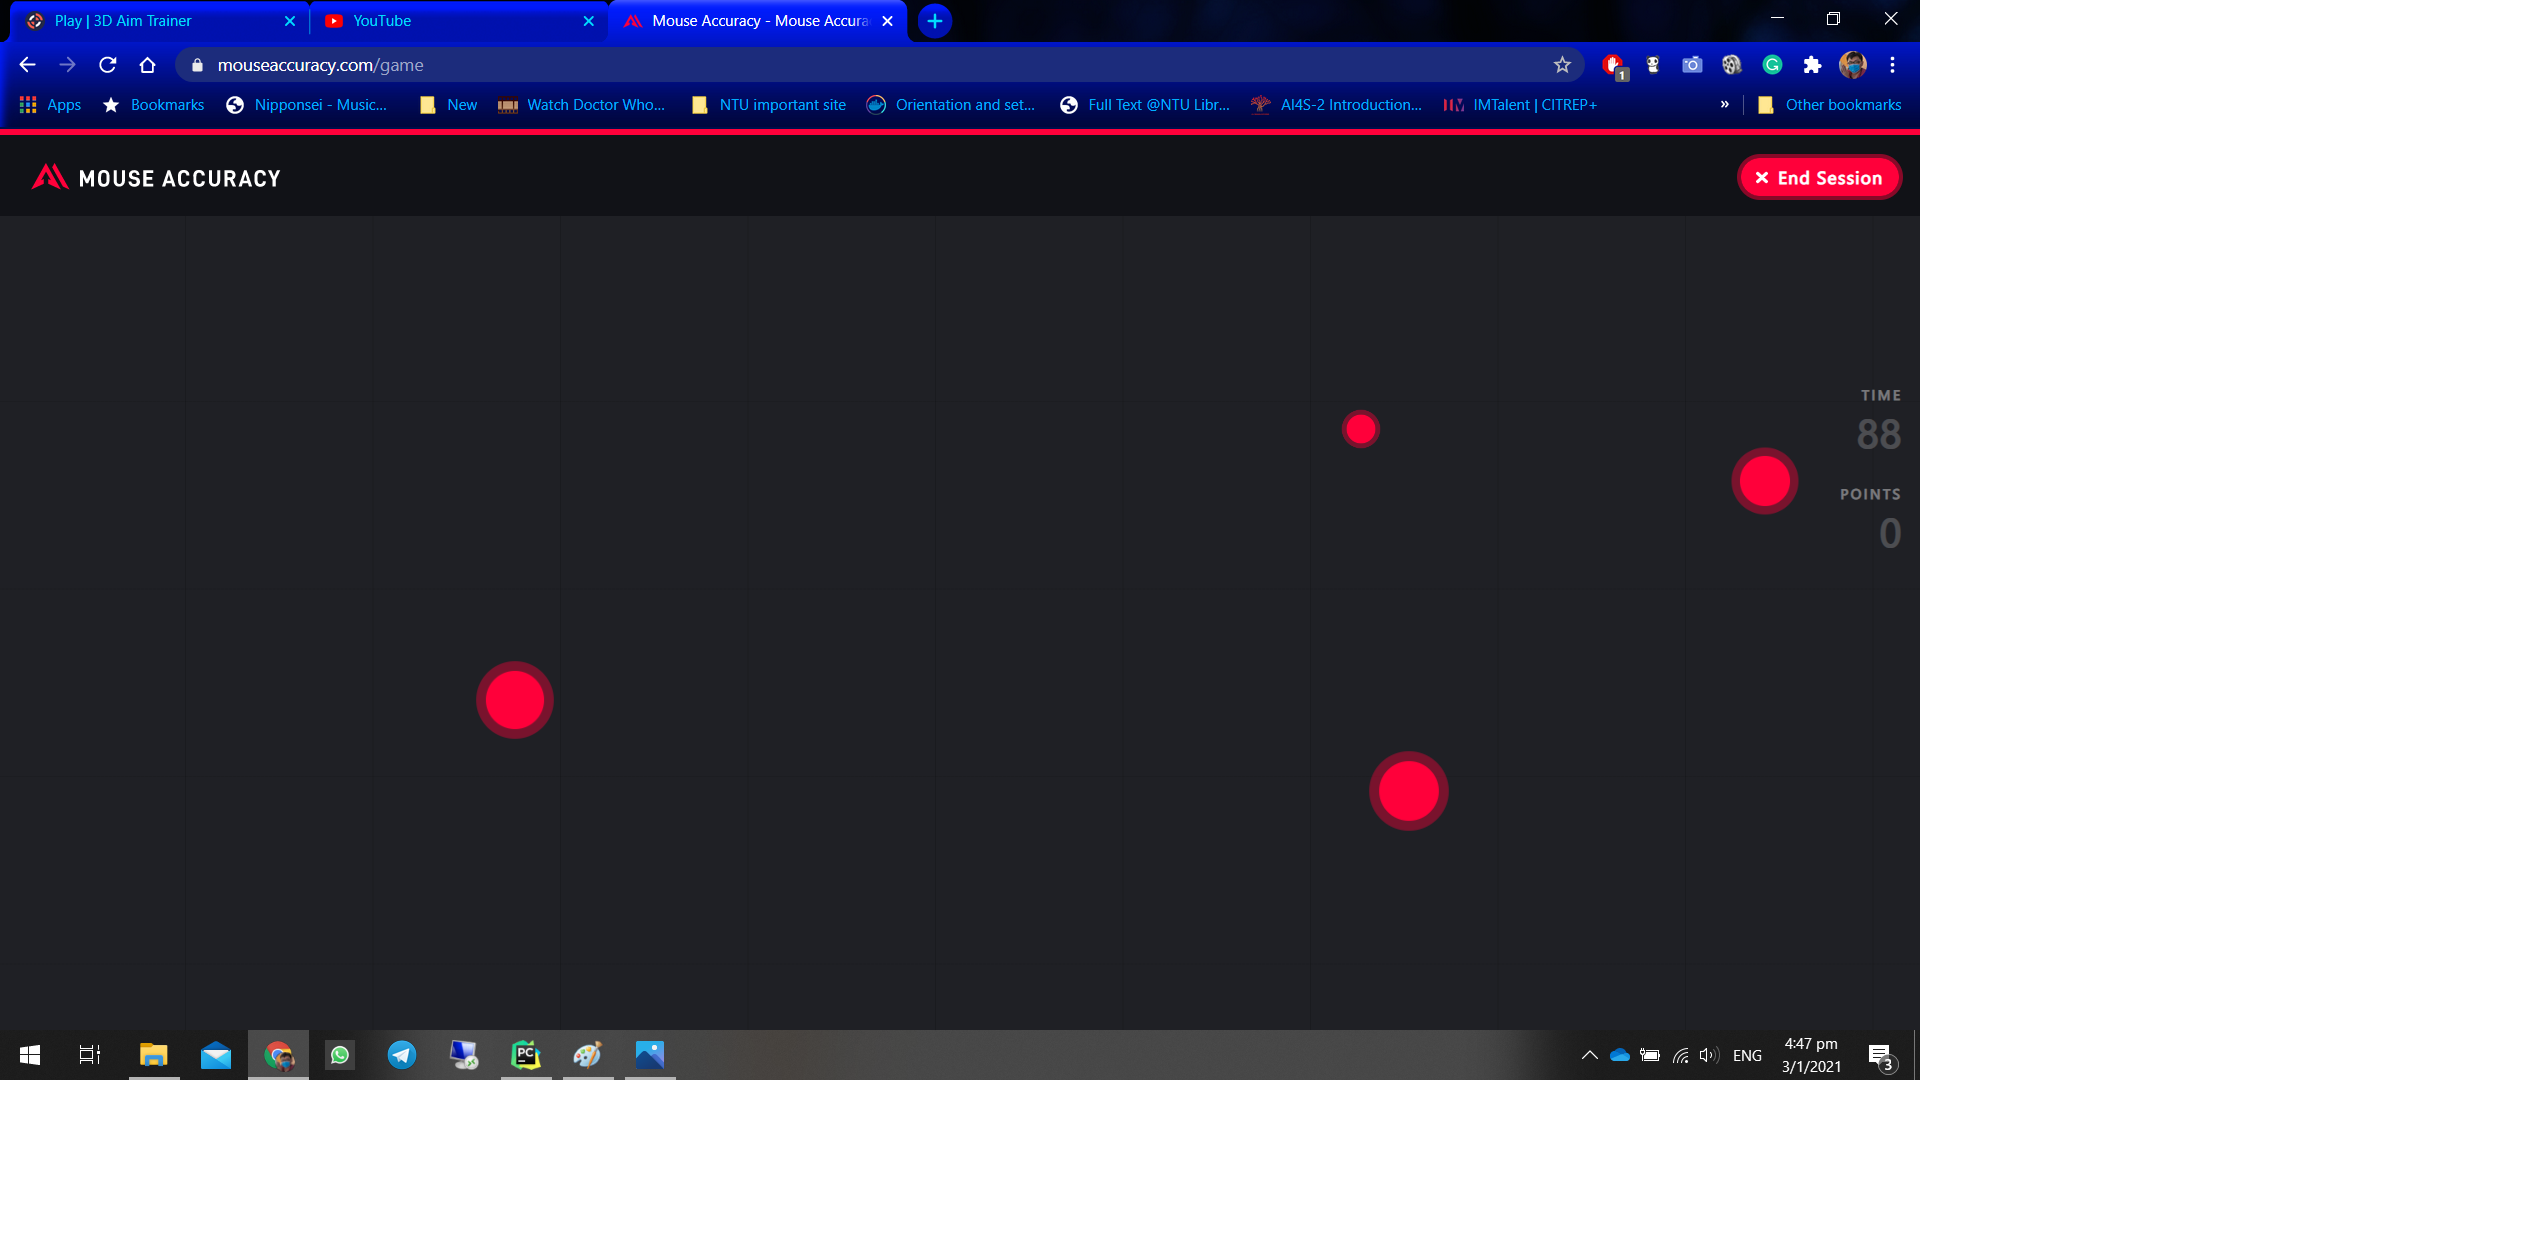 Play | 3D Aim Trainer
YouTube
Mouse Accuracy - Mouse Accura
mouseaccuracy.com/game
1
Apps
Bookmarks
Nipponsei - Music...
New
Watch Doctor Who...
NTU important site
Orientation and set...
Full Text @NTU Libr...
AI4S-2 Introduction...
IMTalent | CITREP+
»
Other bookmarks
MOUSE ACCURACY
End Session
TIME
88
POINTS
0
PC
ENG
4:47 pm
3/1/2021
3